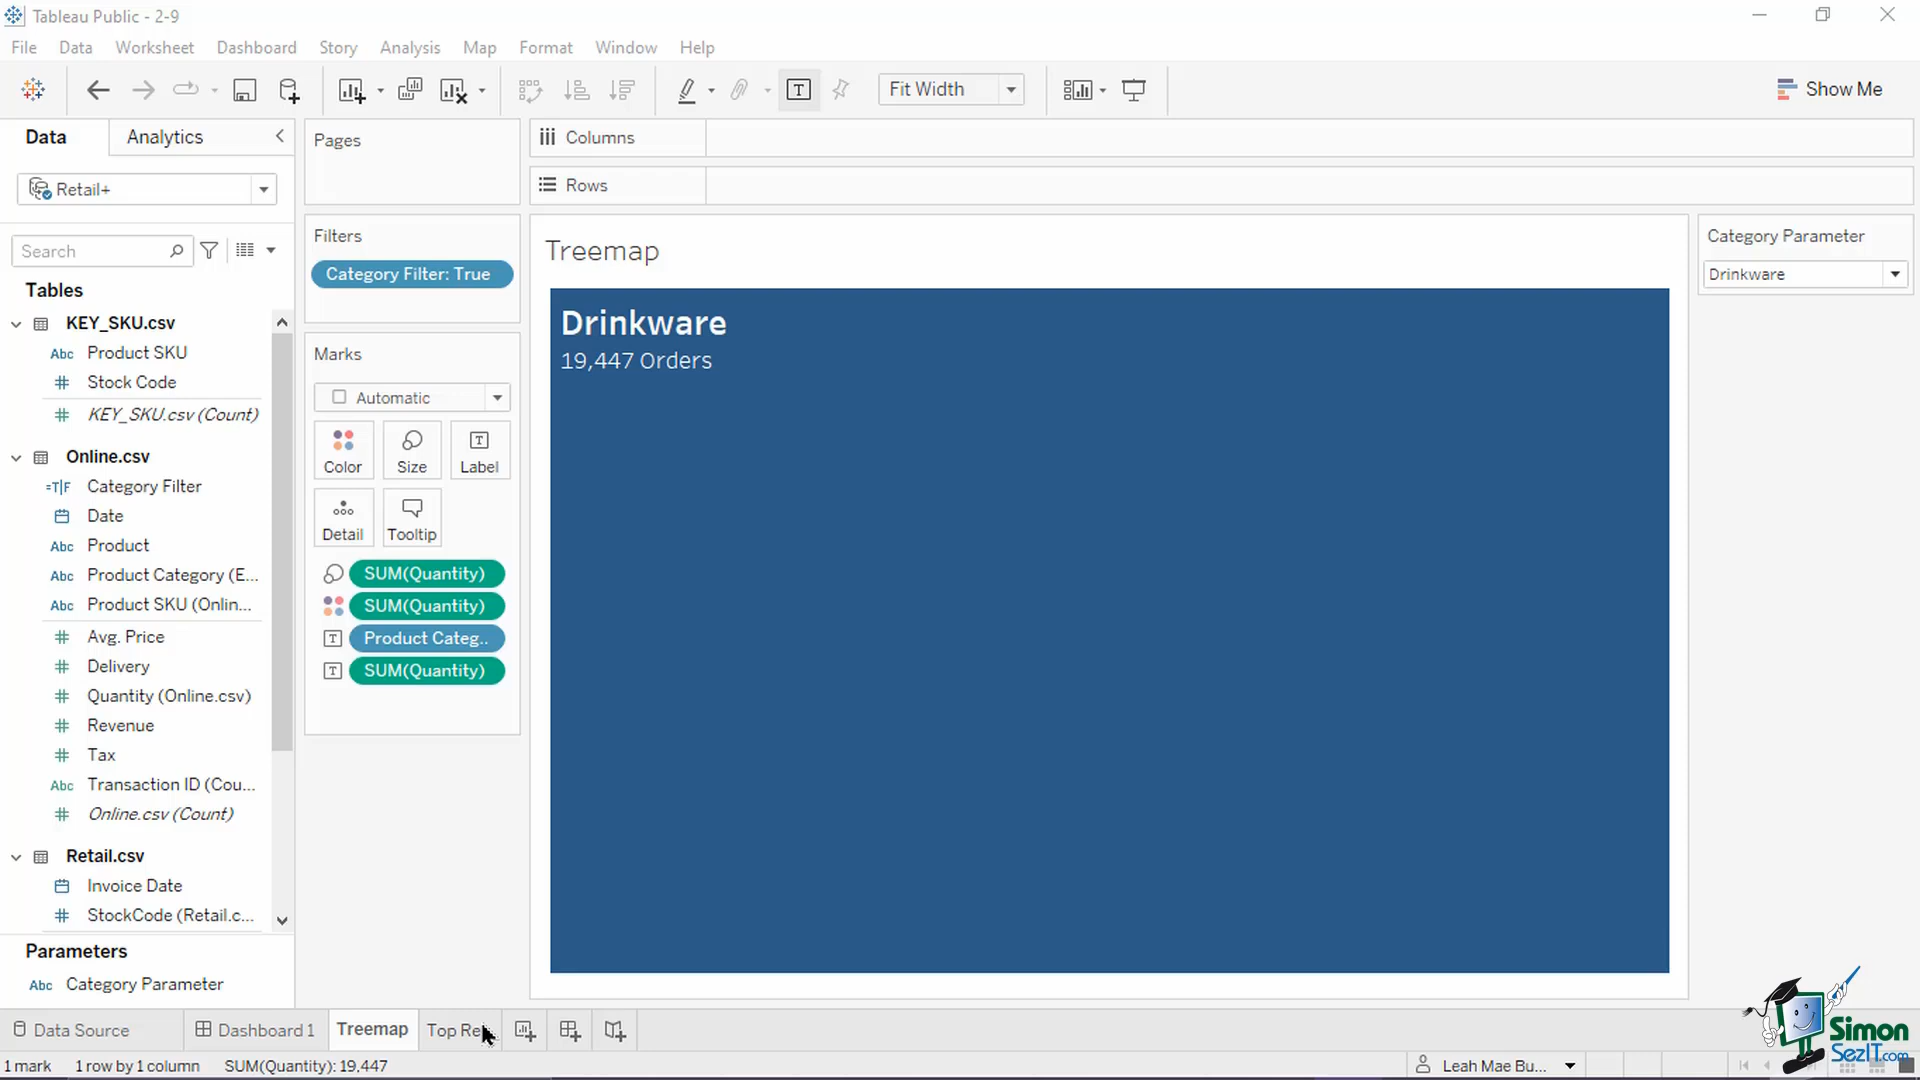 Tableau Public - 2-9
File Data Worksheet Dashboard Story Analysis Map Format Window Help
Fit Width
Show Me
Data Analytics
Pages
Columns
Retail+
Rows
Search
Filters
Category Filter: True
Treemap
Category Parameter
Drinkware
Tables
KEY_SKU.csv
Abc Product SKU
Stock Code
KEY_SKU.csv (Count)
Online.csv
=T|F Category Filter
Date
Abc Product
Abc Product Category (E...
Abc Product SKU (Onlin...
Avg. Price
Delivery
Quantity (Online.csv)
Revenue
Tax
Abc Transaction ID (Cou...
Online.csv (Count)
Retail.csv
Invoice Date
StockCode (Retail.c...
Parameters
Abc Category Parameter
Marks
Automatic
Color Size Label
Detail Tooltip
SUM(Quantity)
SUM(Quantity)
Product Categ..
SUM(Quantity)
Drinkware
19,447 Orders
Data Source Dashboard 1 Treemap Top Re
1 mark 1 row by 1 column SUM(Quantity): 19,447
Leah Mae Bu...
Simon
SezIT.com